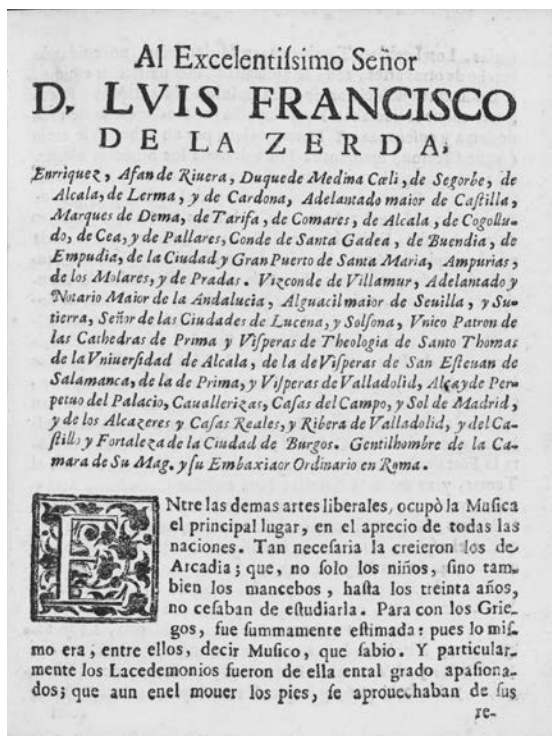 Al Excelentiſsimo Señor
D. LVIS FRANCISCO
DE LA ZERDA,
Enrriquez, Afan de Riuera, Duque de Medina Cœli, de Segorbe, de
Alcala, de Lerma, y de Cardona, Adelantado maior de Caſtilla,
Marques de Dema, de Tarifa, de Comares, de Alcala, de Cogollu-
do, de Cea, y de Pallares, Conde de Santa Gadea, de Buendia, de
Empudia, de la Ciudad y Gran Puerto de Santa Maria, Ampurias,
de los Molares, y de Pradas. Vizconde de Villamur, Adelantado y
Notario Maior de la Andalucia, Alguacil maior de Seuilla, y Su-
tierra, Señor de las Ciudades de Lucena, y Solſona, Vnico Patron de
las Cathedras de Prima y Viſperas de Theologia de Santo Thomas
de la Vniuerſidad de Alcala, de la de Viſperas de San Eſteuan de
Salamanca, de la de Prima, y Viſperas de Valladolid, Alcayde Per-
petuo del Palacio, Cauallerizas, Caſas del Campo, y Sol de Madrid,
y de los Alcazeres y Caſas Reales, y Ribera de Valladolid, y del Ca-
ſtillo y Fortaleza de la Ciudad de Burgos. Gentilhombre de la Ca-
mara de Su Mag. y ſu Embaxiaor Ordinario en Roma.
ENtre las demas artes liberales, ocupò la Muſica
el principal lugar, en el aprecio de todas las
naciones. Tan neceſaria la creieron los de
Arcadia; que, no ſolo los niños, ſino tam-
bien los mancebos, haſta los treinta años,
no ceſaban de eſtudiarla. Para con los Grie-
gos, fue ſummamente eſtimada: pues lo miſ-
mo era, entre ellos, decir Muſico, que ſabio. Y particular-
mente los Lacedemonios fueron de ella ental grado apaſiona-
dos; que aun enel mouer los pies, ſe aprouechaban de ſus
re-